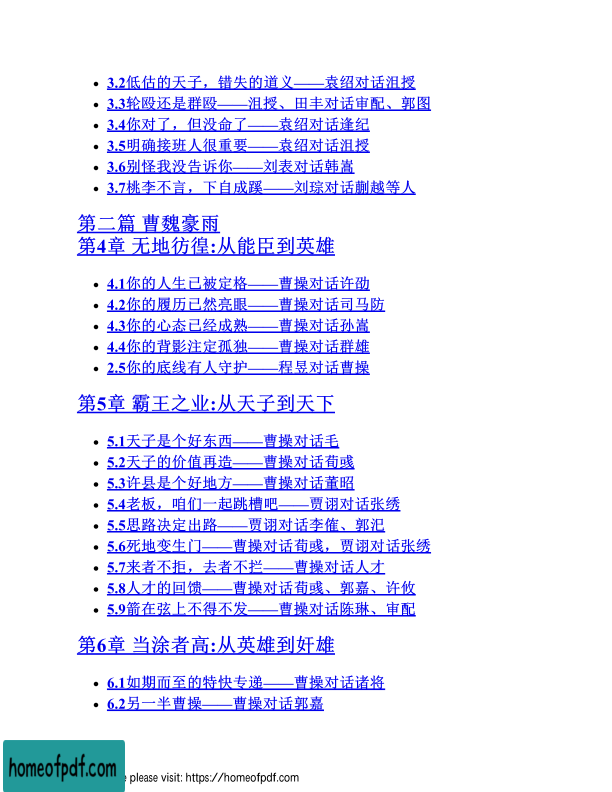 3.2低估的天子，错失的道义——袁绍对话沮授
3.3轮殴还是群殴——沮授、田丰对话审配、郭图
3.4你对了，但没命了——袁绍对话逢纪
3.5明确接班人很重要——袁绍对话沮授
3.6别怪我没告诉你——刘表对话韩嵩
3.7桃李不言，下自成蹊——刘琮对话蒯越等人
第二篇 曹魏豪雨
第4章 无地彷徨:从能臣到英雄
4.1你的人生已被定格——曹操对话许劭
4.2你的履历已然亮眼——曹操对话司马防
4.3你的心态已经成熟——曹操对话孙嵩
4.4你的背影注定孤独——曹操对话群雄
2.5你的底线有人守护——程昱对话曹操
第5章 霸王之业:从天子到天下
5.1天子是个好东西——曹操对话毛
5.2天子的价值再造——曹操对话荀彧
5.3许县是个好地方——曹操对话董昭
5.4老板，咱们一起跳槽吧——贾诩对话张绣
5.5思路决定出路——贾诩对话李傕、郭汜
5.6死地变生门——曹操对话荀彧，贾诩对话张绣
5.7来者不拒，去者不拦——曹操对话人才
5.8人才的回馈——曹操对话荀彧、郭嘉、许攸
5.9箭在弦上不得不发——曹操对话陈琳、审配
第6章 当涂者高:从英雄到奸雄
6.1如期而至的特快专递——曹操对话诸将
6.2另一半曹操——曹操对话郭嘉
homeofpdf.com
please visit: https://homeofpdf.com